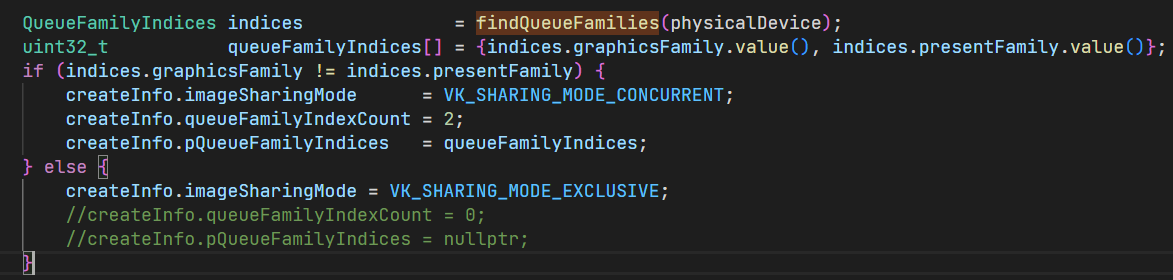 QueueFamilyIndices indices                     = findQueueFamilies(physicalDevice);
uint32_t           queueFamilyIndices[] = {indices.graphicsFamily.value(), indices.presentFamily.value()};
if (indices.graphicsFamily != indices.presentFamily) {
    createInfo.imageSharingMode      = VK_SHARING_MODE_CONCURRENT;
    createInfo.queueFamilyIndexCount = 2;
    createInfo.pQueueFamilyIndices   = queueFamilyIndices;
} else {
    createInfo.imageSharingMode = VK_SHARING_MODE_EXCLUSIVE;
    //createInfo.queueFamilyIndexCount = 0;
    //createInfo.pQueueFamilyIndices = nullptr;
}